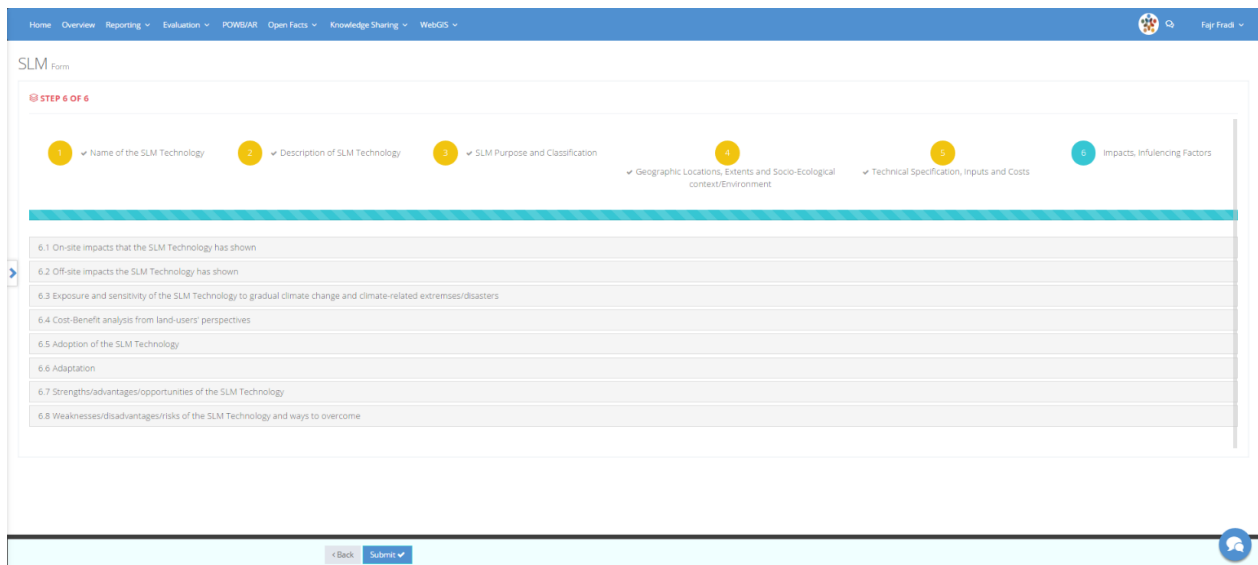 Home Overview Reporting Evaluation POWB/AR Open Facts Knowledge Sharing WebGIS Fajr Fradi
SLM Form
STEP 6 OF 6
1 Name of the SLM Technology 2 Description of SLM Technology 3 SLM Purpose and Classification 4 5 6 Impacts, Infulencing Factors
Geographic Locations, Extents and Socio-Ecological Technical Specification, Inputs and Costs
context/Environment
6.1 On-site impacts that the SLM Technology has shown
6.2 Off-site impacts the SLM Technology has shown
6.3 Exposure and sensitivity of the SLM Technology to gradual climate change and climate-related extremses/disasters
6.4 Cost-Benefit analysis from land-users' perspectives
6.5 Adoption of the SLM Technology
6.6 Adaptation
6.7 Strengths/advantages/opportunities of the SLM Technology
6.8 Weaknesses/disadvantages/risks of the SLM Technology and ways to overcome
Back Submit